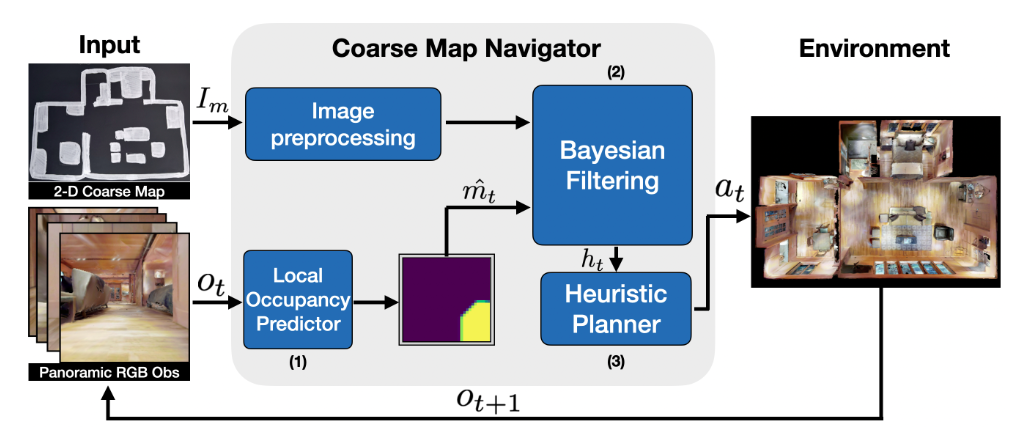 Input
Coarse Map Navigator
Environment
(2)
I_m
Image
preprocessing
Bayesian
Filtering
2-D Coarse Map
\hat{m}_t
a_t
o_t
Local
Occupancy
Predictor
h_t
Heuristic
Planner
(1)
(3)
Panoramic RGB Obs
o_{t+1}